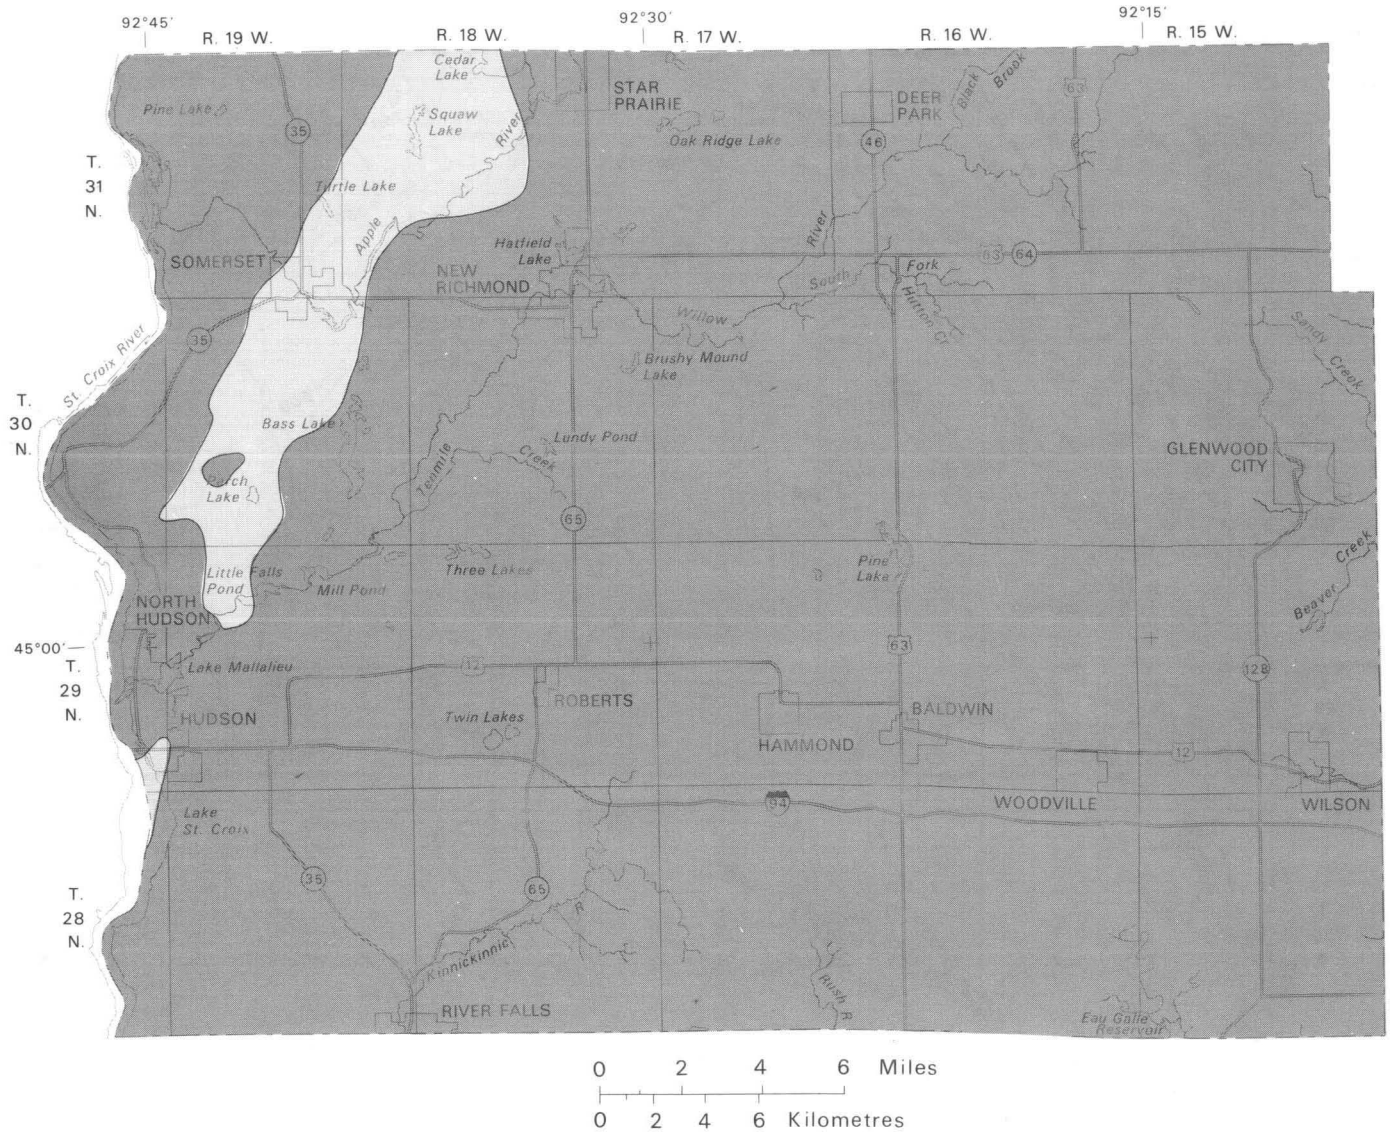 92°45'
92°30'
92°15'
R. 19 W.
R. 18 W.
R. 17 W.
R. 16 W.
R. 15 W.
Cedar
Lake
STAR
PRAIRIE
DEER
PARK
Black Brook
63
Pine Lake
Squaw
Lake
River
35
Oak Ridge Lake
46
T.
31
N.
Turtle Lake
Apple
River
Hatfield
Lake
SOMERSET
NEW
RICHMOND
South
Fork
63
64
Hutton Cr
Willow
35
St. Croix River
Brushy Mound
Lake
Sandy
Creek
T.
30
N.
Bass Lake
Lundy Pond
Tenmile
Creek
GLENWOOD
CITY
Perch
Lake
65
Pine
Lake
Beaver Creek
Little Falls
Pond
Mill Pond
Three Lakes
NORTH
HUDSON
45°00'
63
T.
29
N.
Lake Mallalieu
12
128
ROBERTS
HUDSON
Twin Lakes
BALDWIN
HAMMOND
12
WOODVILLE
WILSON
94
Lake
St. Croix
35
65
T.
28
N.
Kinnickinnic
R
Rush R
RIVER FALLS
Eau Galle
Reservoir
0 2 4 6 Miles
0 2 4 6 Kilometres